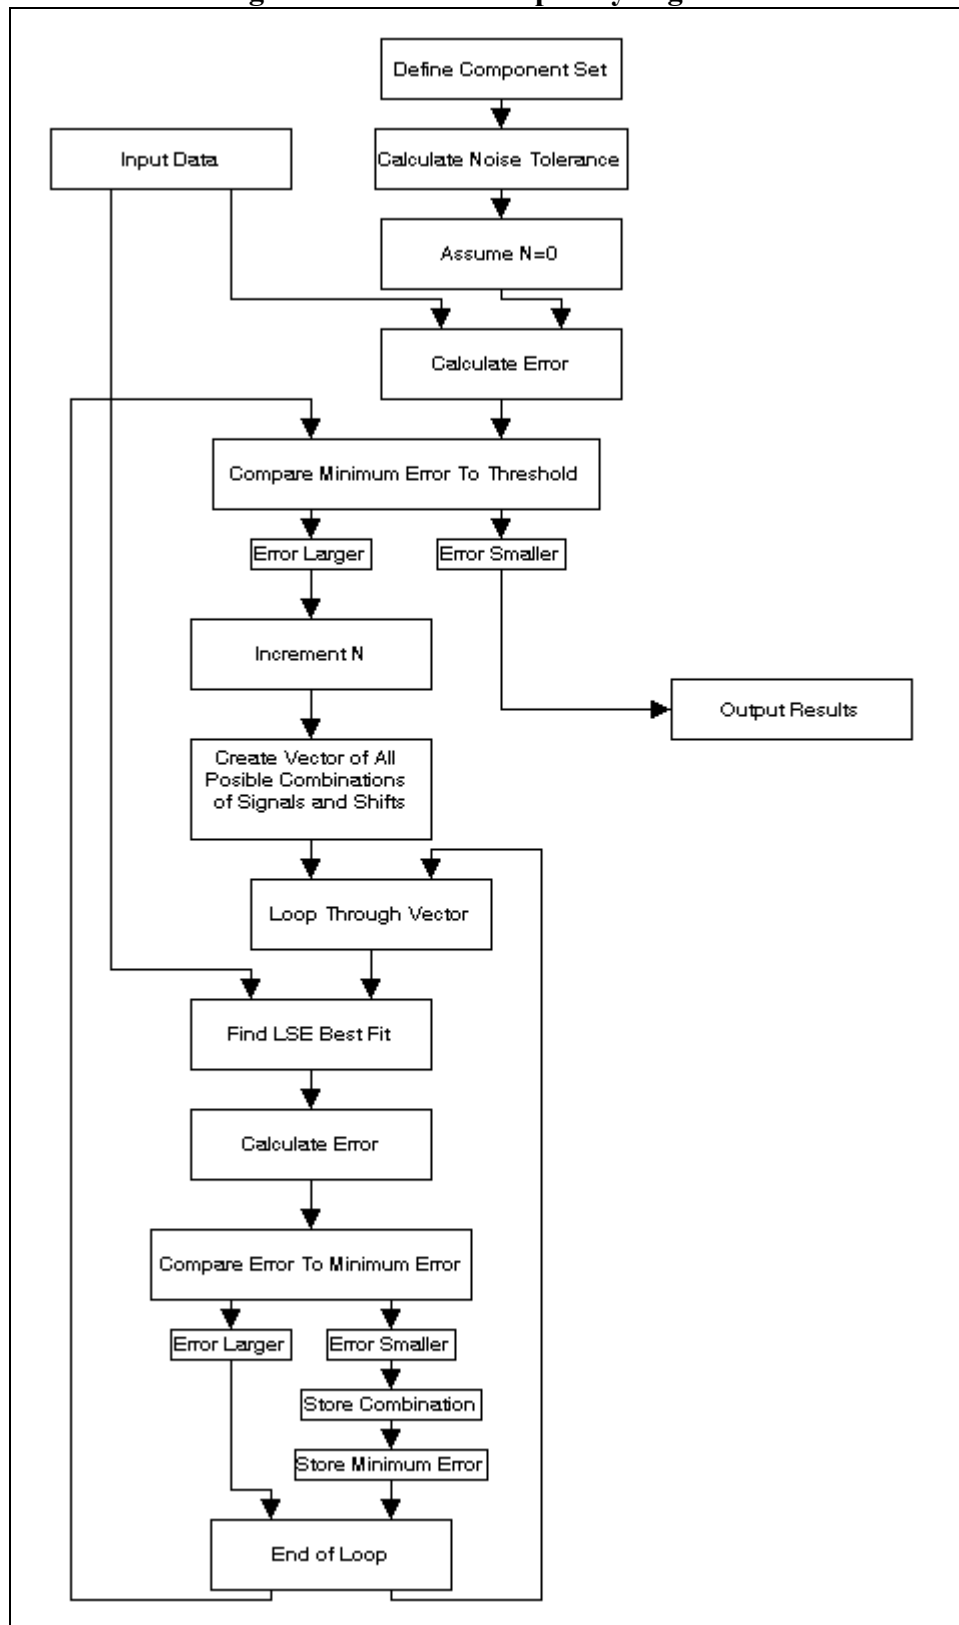 Define Component Set
Input Data
Calculate Noise Tolerance
Assume N=0
Calculate Error
Compare Minimum Error To Threshold
Error Larger
Error Smaller
Increment N
Output Results
Create Vector of All
Posible Combinations
of Signals and Shifts
Loop Through Vector
Find LSE Best Fit
Calculate Error
Compare Error To Minimum Error
Error Larger
Error Smaller
Store Combination
Store Minimum Error
End of Loop